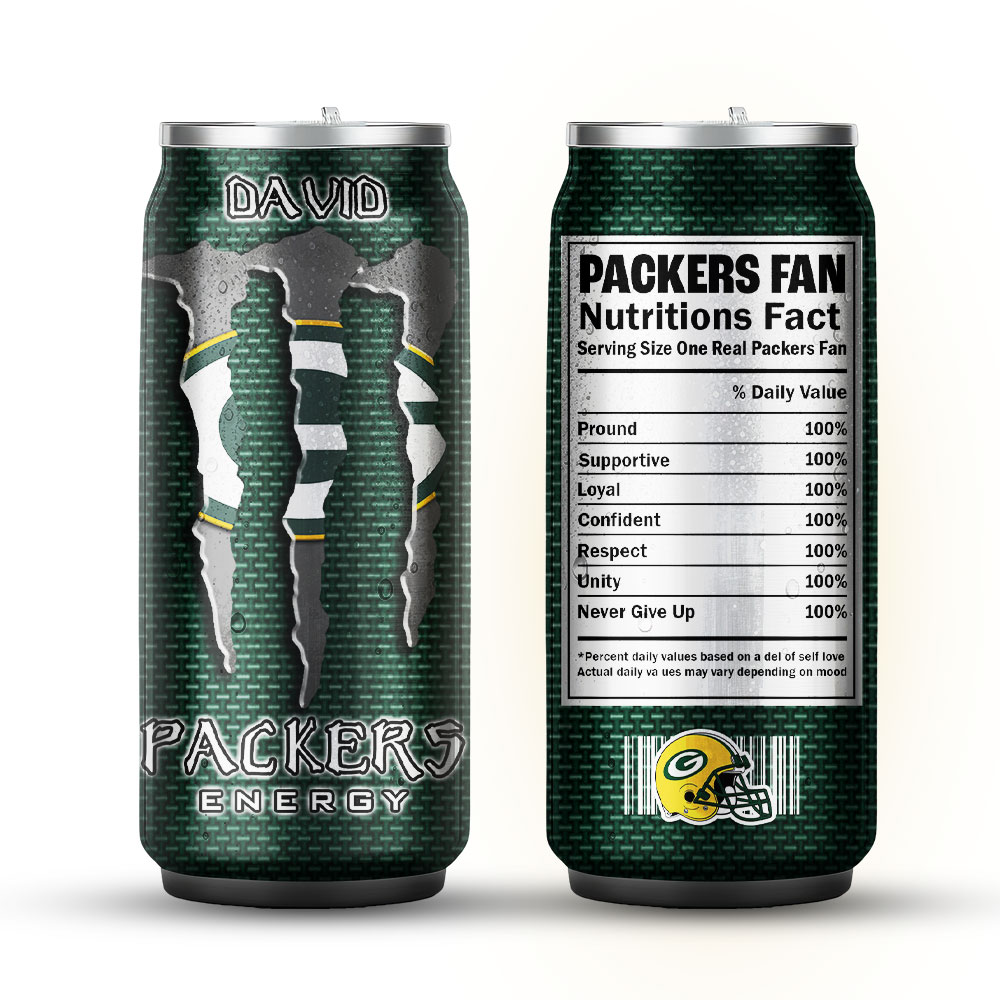 DAVID
PACKERS
ENERGY
PACKERS FAN
Nutritions Fact
Serving Size One Real Packers Fan
% Daily Value
Pround 100%
Supportive 100%
Loyal 100%
Confident 100%
Respect 100%
Unity 100%
Never Give Up 100%
*Percent daily values based on a del of self love
Actual daily va ues may vary depending on mood
G